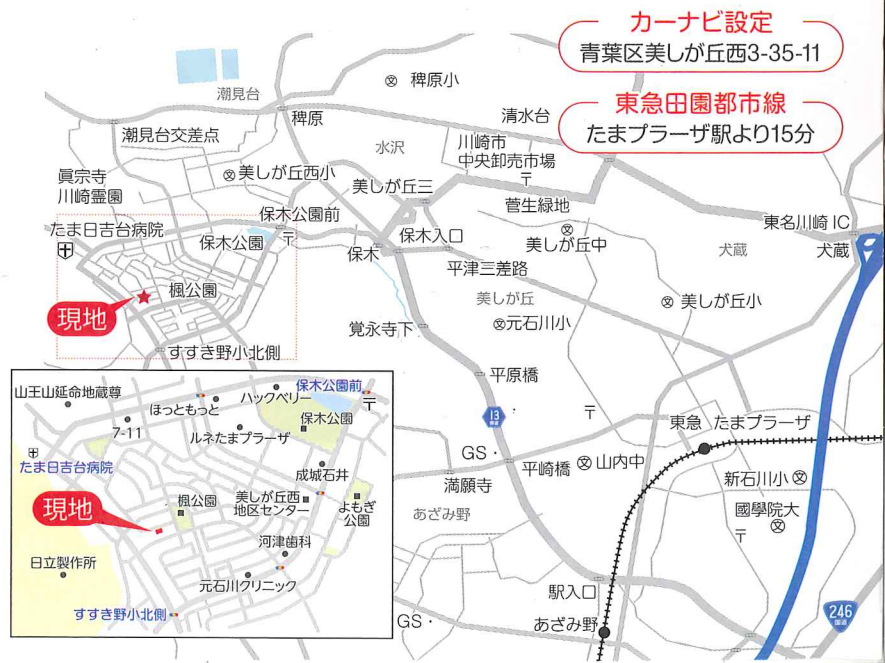 カーナビ設定
青葉区美しが丘西3-35-11
東急田園都市線
たまプラーザ駅より15分
潮見台
稗原小
稗原
清水台
潮見台交差点
水沢
川崎市
中央卸売市場
眞宗寺
川崎霊園
美しが丘西小
美しが丘三
菅生緑地
東名川崎IC
たま日吉台病院
保木公園前
保木公園
保木入口
保木
美しが丘中
犬蔵
犬蔵
平津三差路
現地
楓公園
美しが丘
美しが丘小
覚永寺下
元石川小
すすき野小北側
平原橋
13
県道
東急
たまプラーザ
GS
平崎橋
山内中
満願寺
新石川小
あざみ野
國學院大
駅入口
あざみ野
GS
246
国道
山王山延命地蔵尊
ほっともっと
ハックベリー
保木公園前
保木公園
7-11
ルネたまプラーザ
たま日吉台病院
成城石井
楓公園
美しが丘西
地区センター
よもぎ
公園
現地
河津歯科
日立製作所
元石川クリニック
すすき野小北側